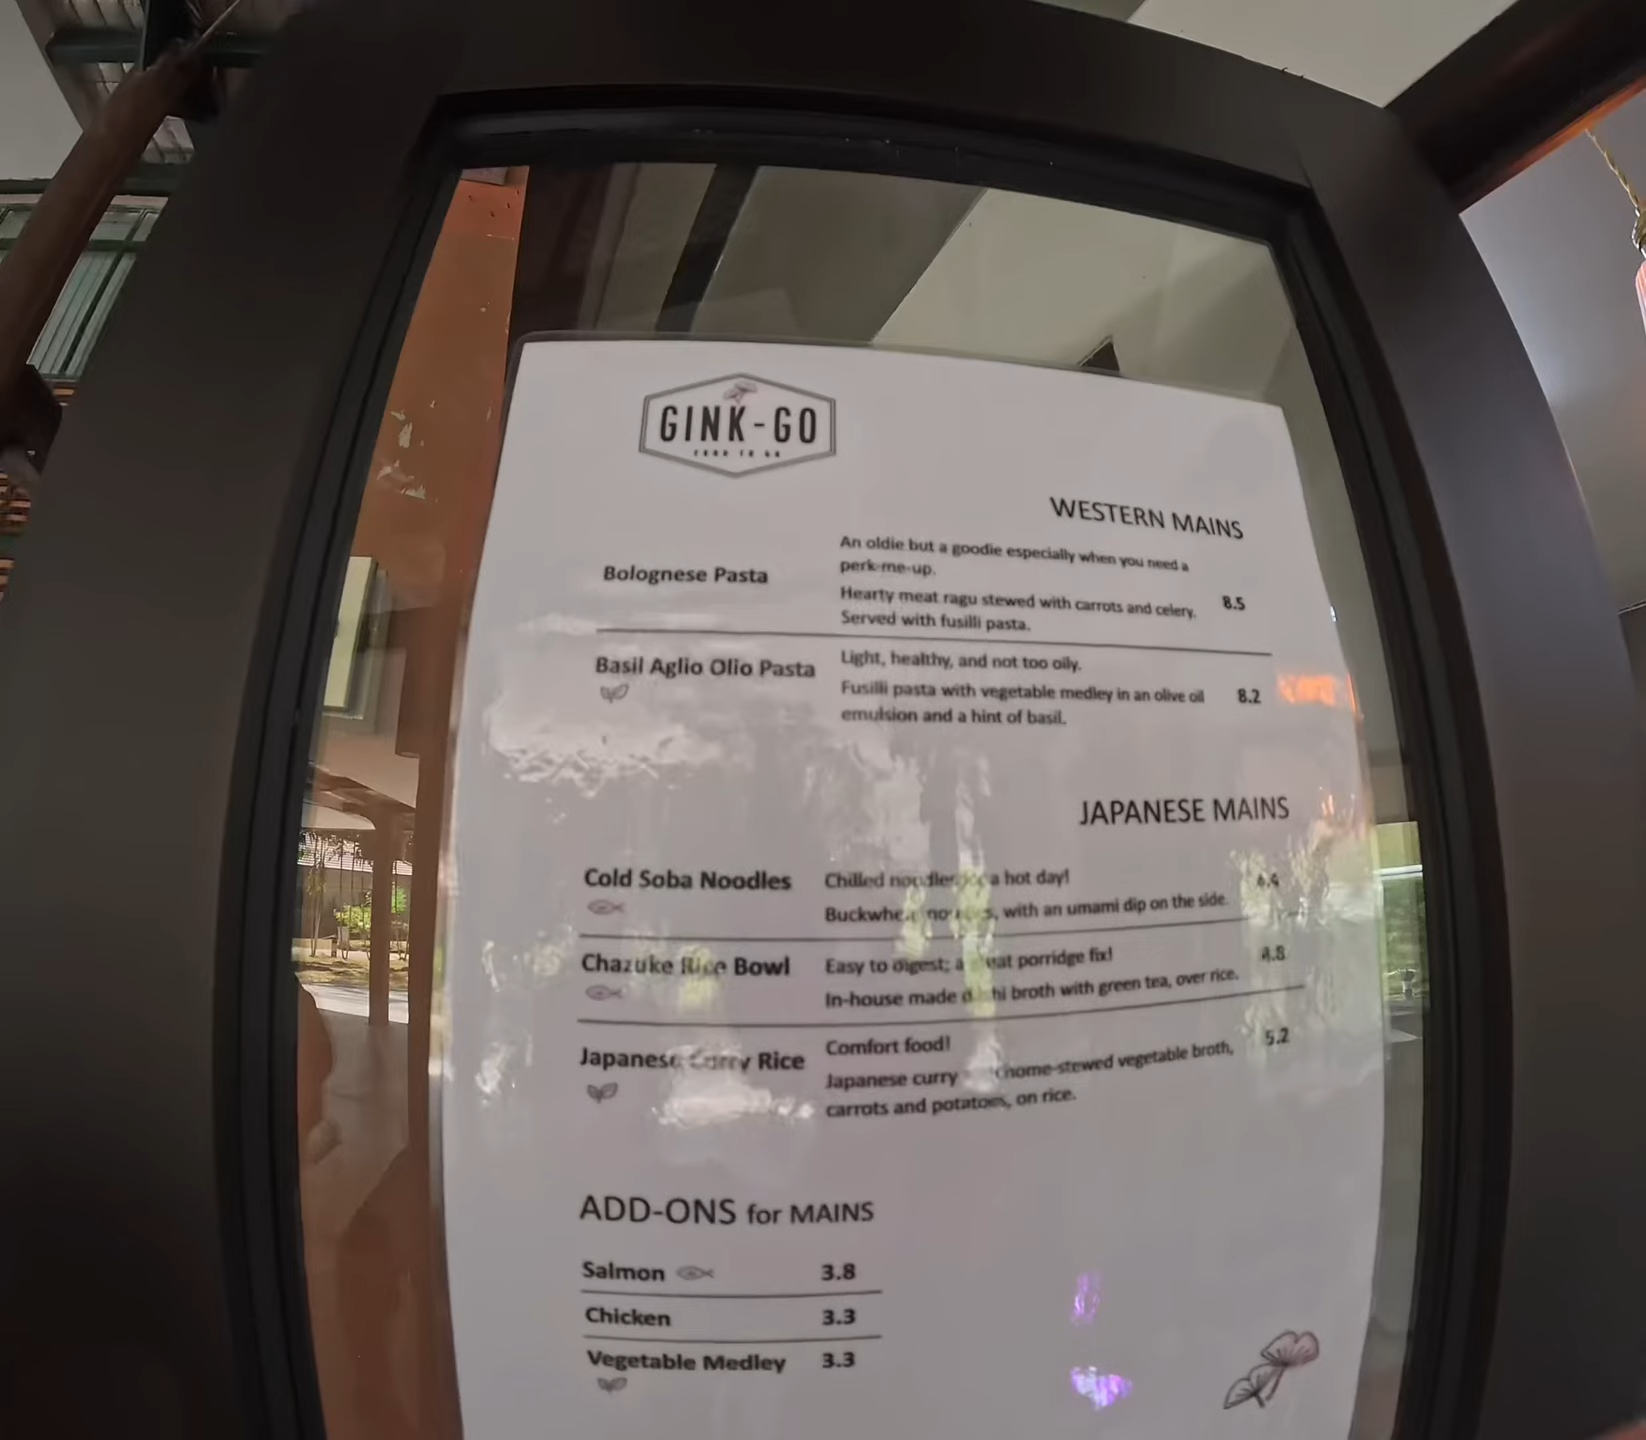 GINK-GO
WESTERN MAINS
Bolognese Pasta
An oldie but a goodie especially when you need a
perk-me-up.
Hearty meat ragu stewed with carrots and celery.
Served with fusilli pasta.
8.5
Basil Aglio Olio Pasta
Light, healthy, and not too oily.
Fusilli pasta with vegetable medley in an olive oil
emulsion and a hint of basil.
8.2
JAPANESE MAINS
Cold Soba Noodles
Chilled noodles a hot day!
with an umami dip on the side.
Chazuke Rice Bowl
Easy to digest; a porridge fix!
In-house made broth with green tea, over rice.
4.8
Japanese Curry Rice
Comfort food!
Japanese curry home-stewed vegetable broth,
carrots and potatoes, on rice.
5.2
ADD-ONS for MAINS
Salmon 3.8
Chicken 3.3
Vegetable Medley 3.3